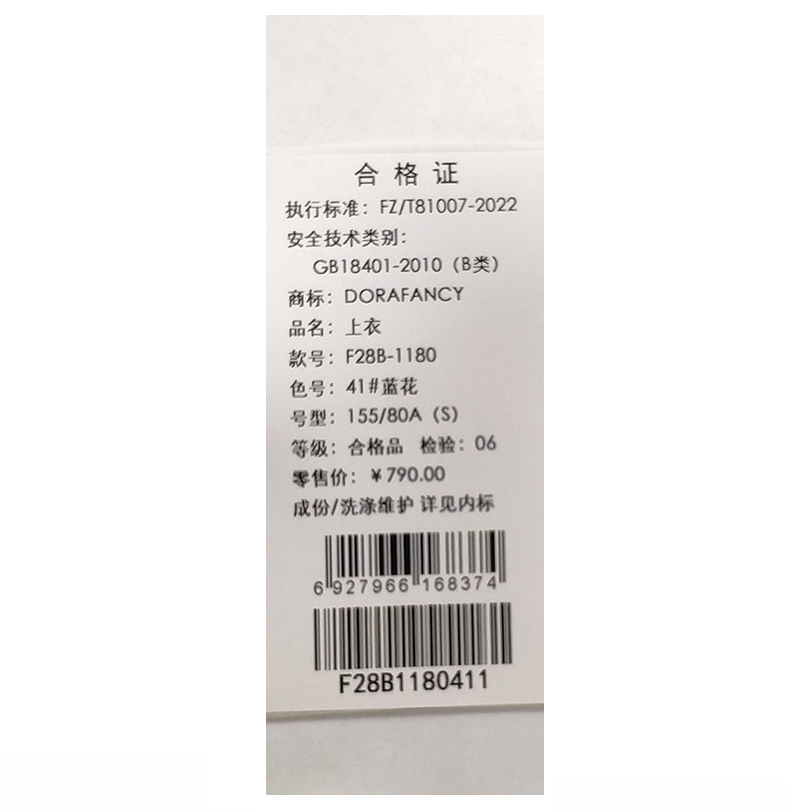 合格证
执行标准：FZ/T81007-2022
安全技术类别：
GB18401-2010（B类）
商标：DORAFANCY
品名：上衣
款号：F28B-1180
色号：41#蓝花
号型：155/80A（S）
等级：合格品 检验：06
零售价：￥790.00
成份/洗涤维护 详见内标
6 927966 168374
F28B1180411